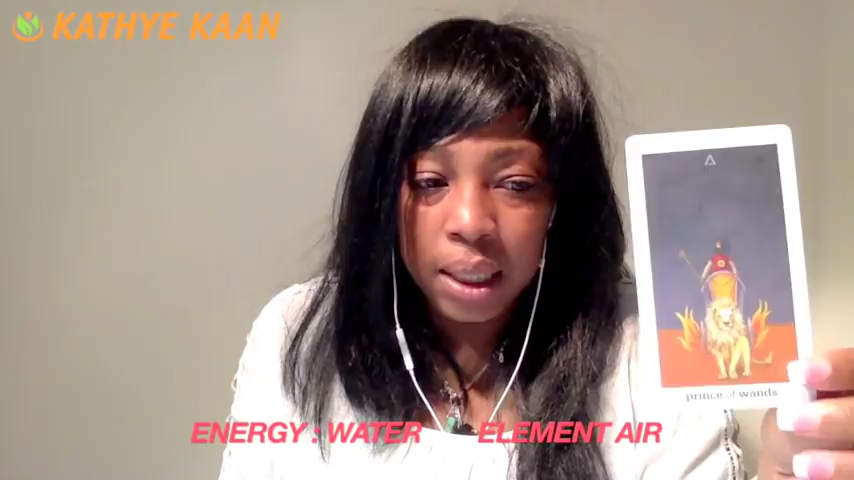 KATHYE KAAN
prince of wands
ENERGY : WATER ELEMENT AIR